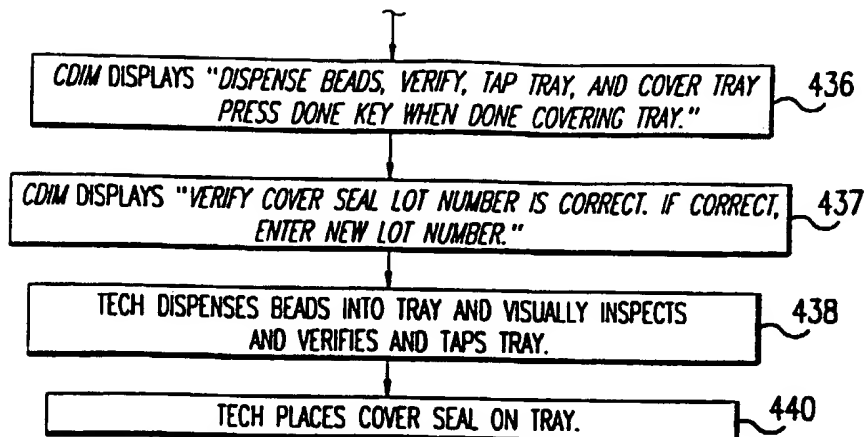 CDIM DISPLAYS "DISPENSE BEADS, VERIFY, TAP TRAY, AND COVER TRAY
PRESS DONE KEY WHEN DONE COVERING TRAY."
436
CDIM DISPLAYS "VERIFY COVER SEAL LOT NUMBER IS CORRECT. IF CORRECT,
ENTER NEW LOT NUMBER."
437
TECH DISPENSES BEADS INTO TRAY AND VISUALLY INSPECTS
AND VERIFIES AND TAPS TRAY.
438
TECH PLACES COVER SEAL ON TRAY.
440